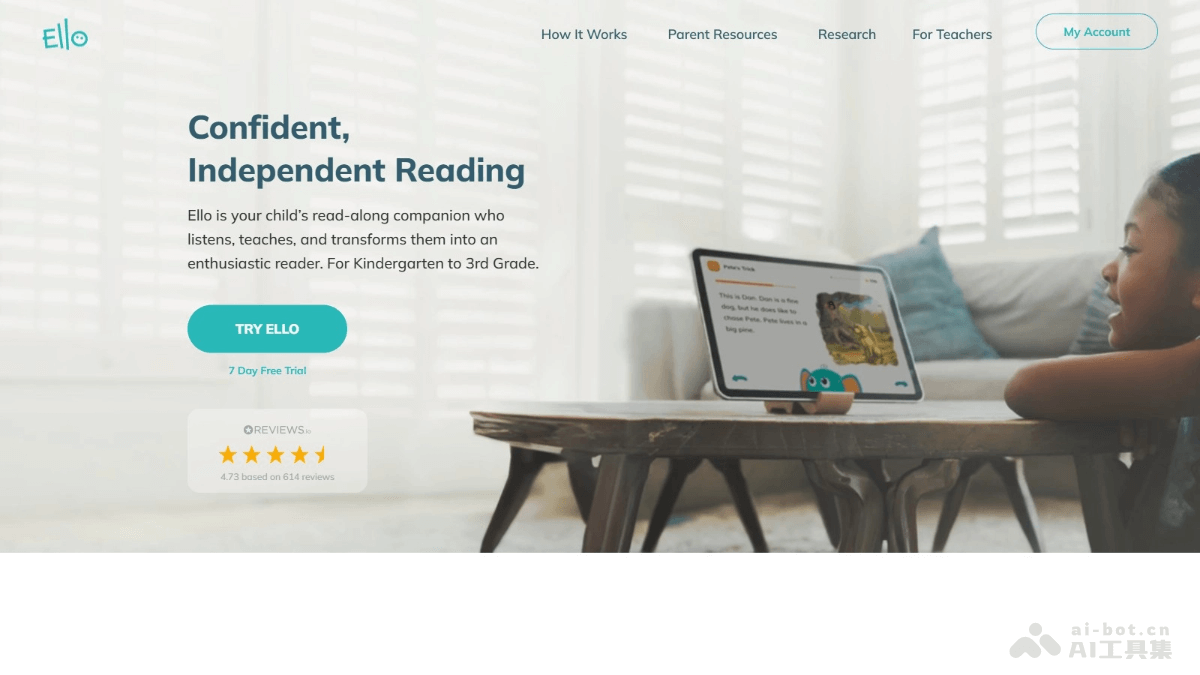 Ello
How It Works
Parent Resources
Research
For Teachers
My Account
Confident,
Independent Reading
Ello is your child's read-along companion who
listens, teaches, and transforms them into an
enthusiastic reader. For Kindergarten to 3rd Grade.
TRY ELLO
7 Day Free Trial
REVIEWS
4.73 based on 614 reviews
Pete's Trick
This is Don. Don is a fine
dog, but he does like to
chase Pete. Pete lives in a
big pine.
ai-bot.cn
AI工具集